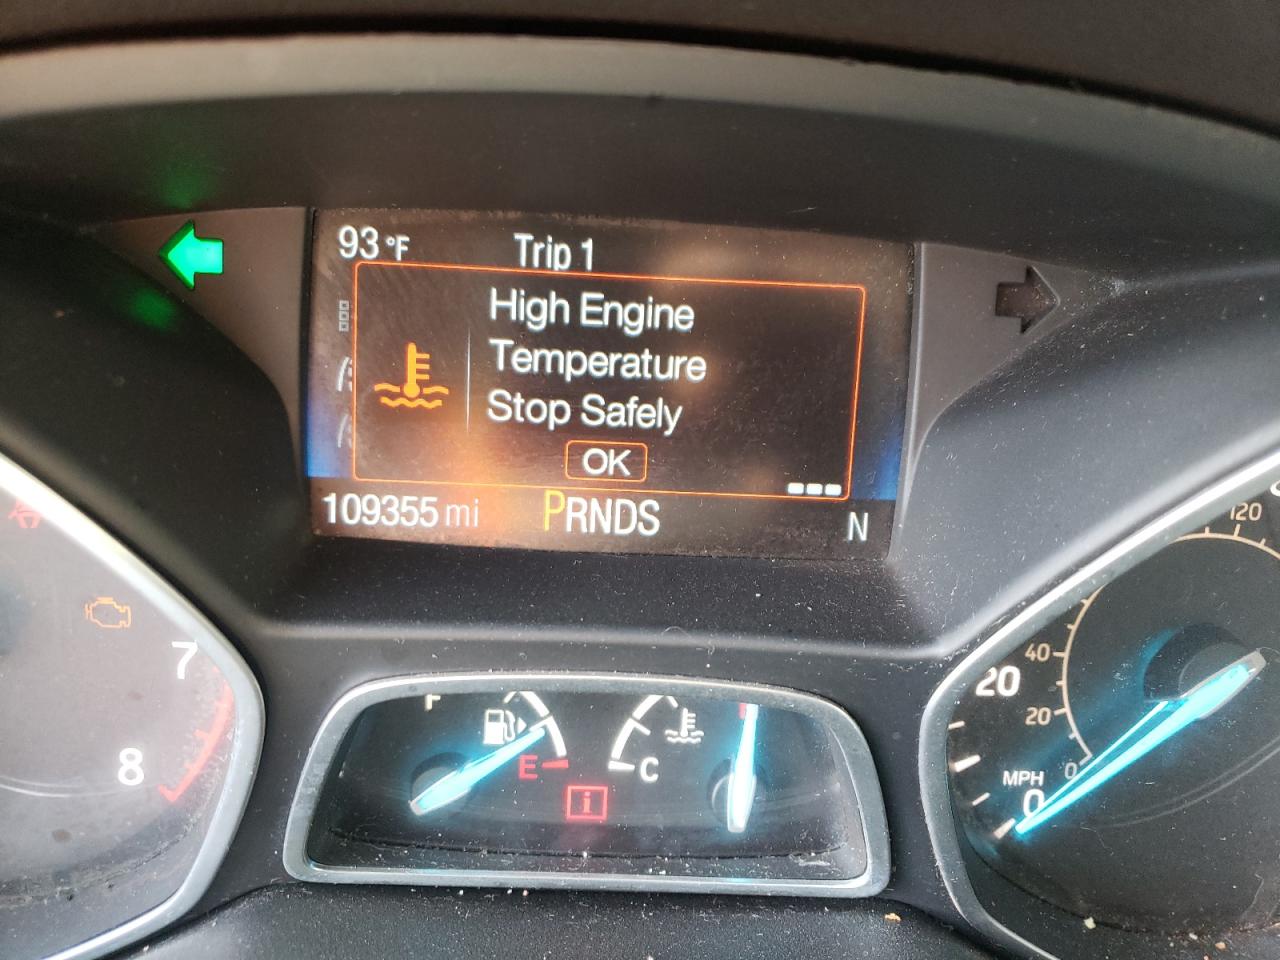 93 °F
Trip 1
High Engine
Temperature
Stop Safely
OK
109355 mi
PRNDS
N
7
8
F
E
C
i
120
40
20
20
MPH
0
0